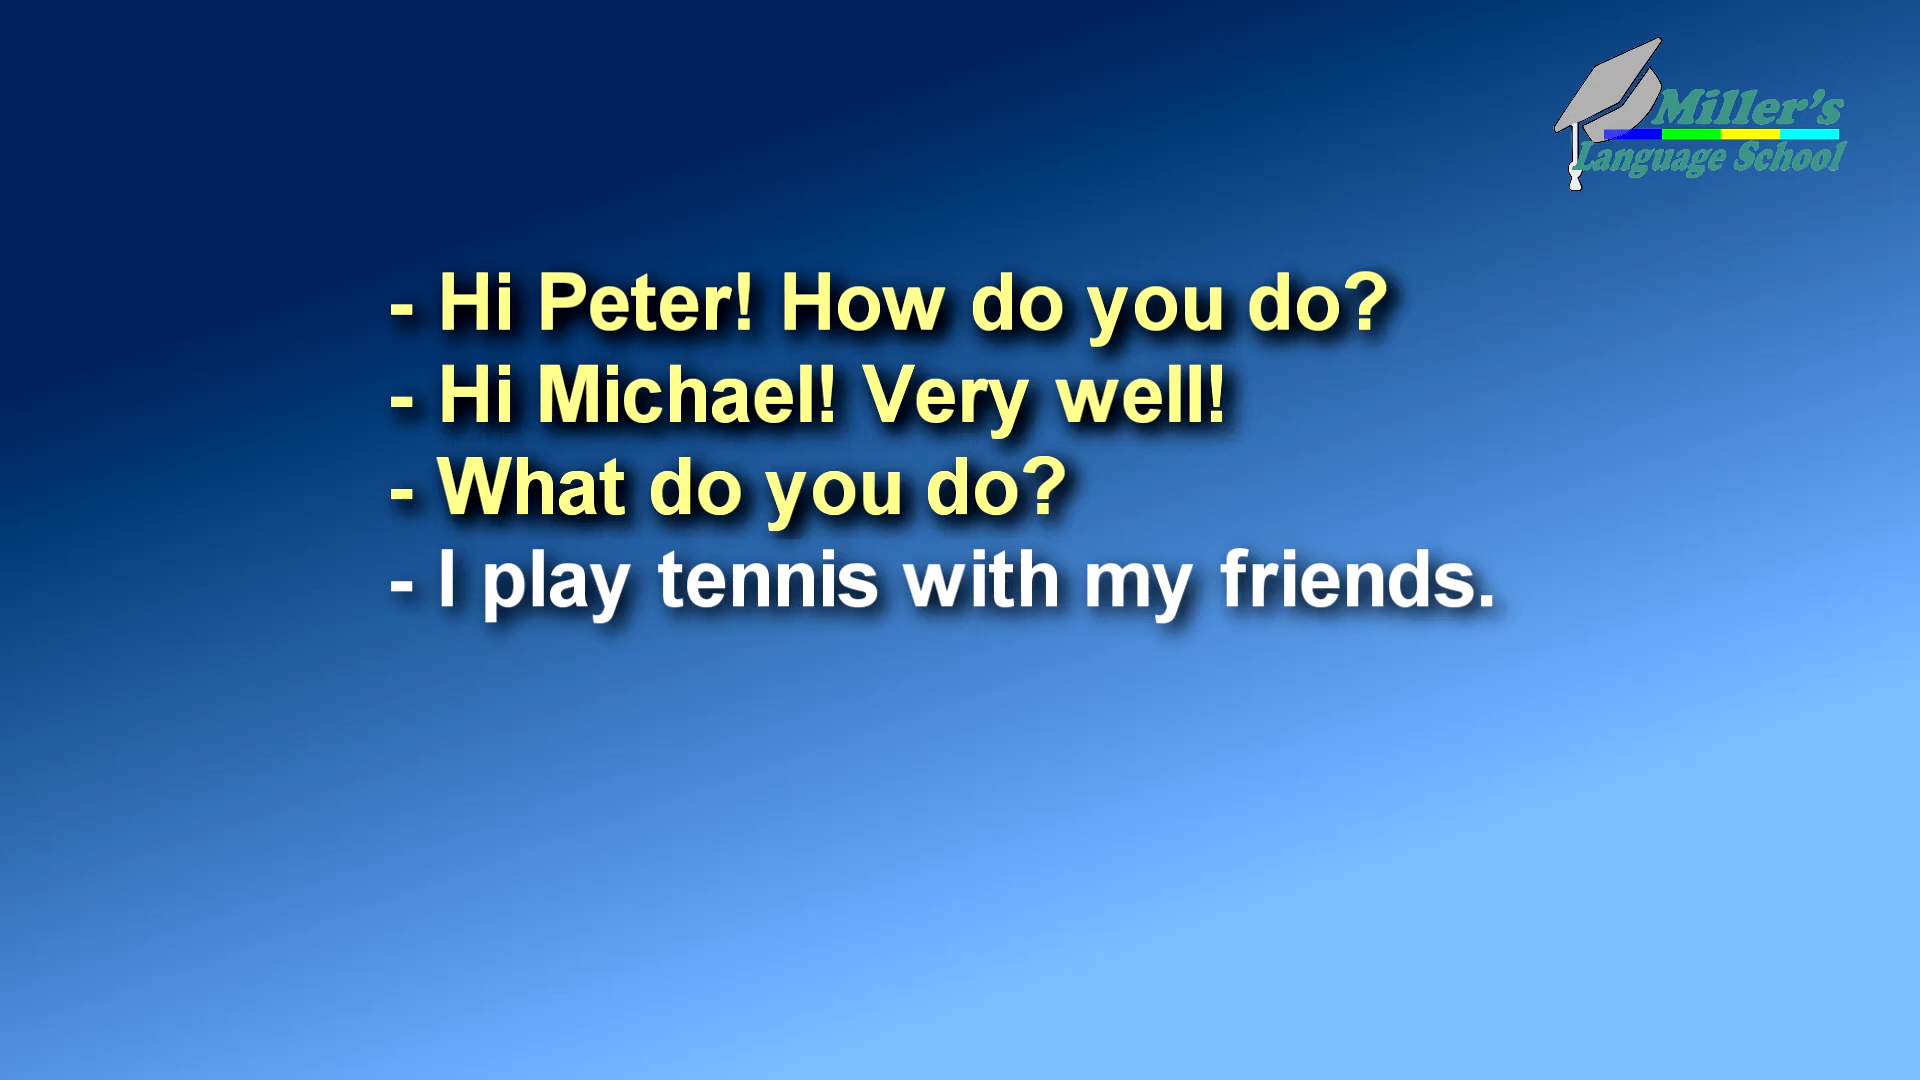 Miller's
Language School
- Hi Peter! How do you do?
- Hi Michael! Very well!
- What do you do?
- I play tennis with my friends.